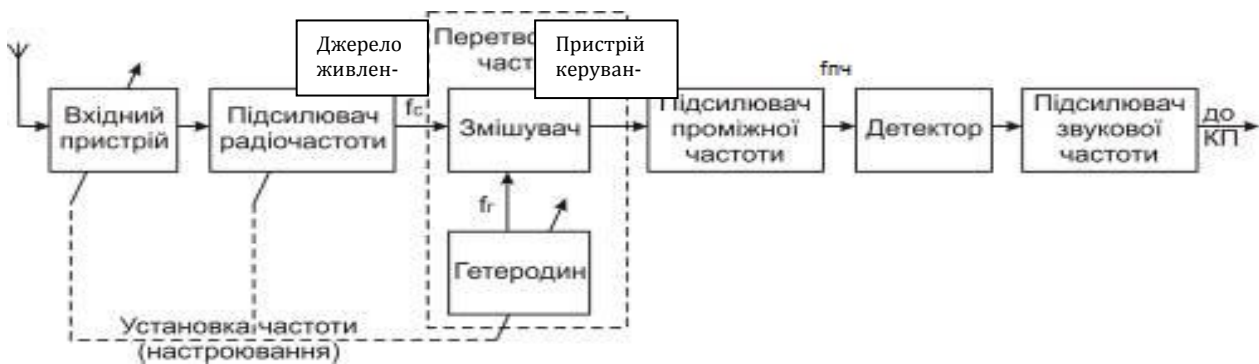 Джерело
живлен-
Перетво
част
Пристрій
керуван-
fпч
Вхідний
пристрій
Підсилювач
радіочастоти
fс
Змішувач
Підсилювач
проміжної
частоти
Детектор
Підсилювач
звукової
частоти
до
КП
fг
Гетеродин
Установка частоти
(настроювання)